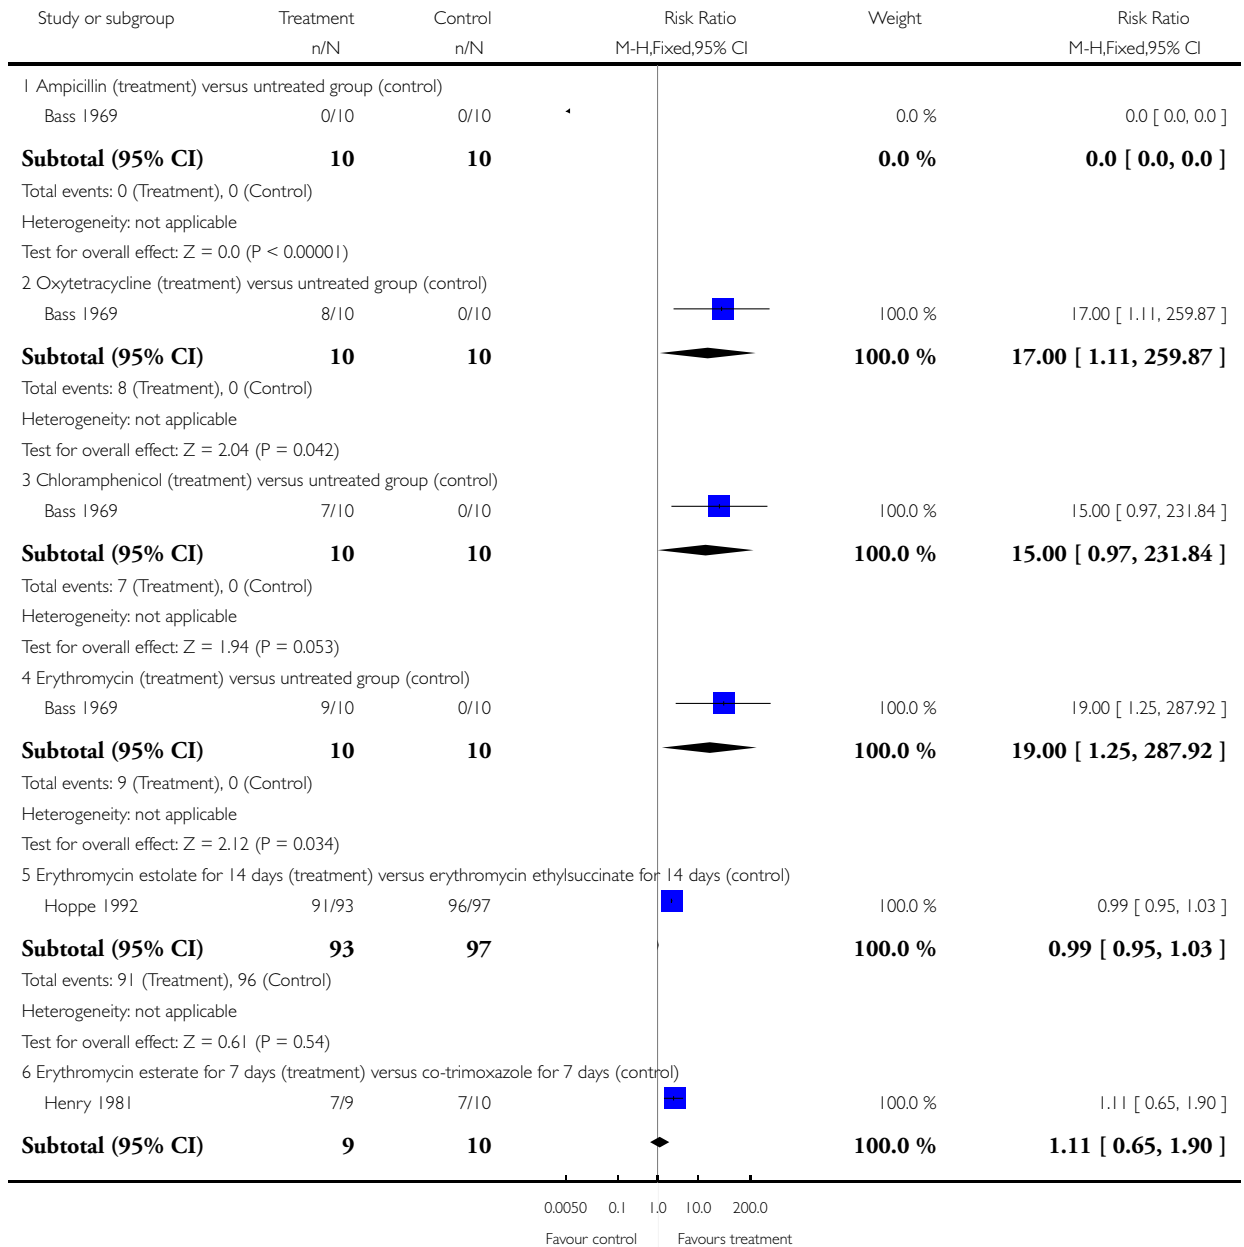 Study or subgroup Treatment Control Risk Ratio Weight Risk Ratio
n/N n/N M-H,Fixed,95% CI M-H,Fixed,95% CI
1 Ampicillin (treatment) versus untreated group (control)
Bass 1969 0/10 0/10 0.0 % 0.0 [ 0.0, 0.0 ]
Subtotal (95% CI) 10 10 0.0 % 0.0 [ 0.0, 0.0 ]
Total events: 0 (Treatment), 0 (Control)
Heterogeneity: not applicable
Test for overall effect: Z = 0.0 (P < 0.00001)
2 Oxytetracycline (treatment) versus untreated group (control)
Bass 1969 8/10 0/10 100.0 % 17.00 [ 1.11, 259.87 ]
Subtotal (95% CI) 10 10 100.0 % 17.00 [ 1.11, 259.87 ]
Total events: 8 (Treatment), 0 (Control)
Heterogeneity: not applicable
Test for overall effect: Z = 2.04 (P = 0.042)
3 Chloramphenicol (treatment) versus untreated group (control)
Bass 1969 7/10 0/10 100.0 % 15.00 [ 0.97, 231.84 ]
Subtotal (95% CI) 10 10 100.0 % 15.00 [ 0.97, 231.84 ]
Total events: 7 (Treatment), 0 (Control)
Heterogeneity: not applicable
Test for overall effect: Z = 1.94 (P = 0.053)
4 Erythromycin (treatment) versus untreated group (control)
Bass 1969 9/10 0/10 100.0 % 19.00 [ 1.25, 287.92 ]
Subtotal (95% CI) 10 10 100.0 % 19.00 [ 1.25, 287.92 ]
Total events: 9 (Treatment), 0 (Control)
Heterogeneity: not applicable
Test for overall effect: Z = 2.12 (P = 0.034)
5 Erythromycin estolate for 14 days (treatment) versus erythromycin ethylsuccinate for 14 days (control)
Hoppe 1992 91/93 96/97 100.0 % 0.99 [ 0.95, 1.03 ]
Subtotal (95% CI) 93 97 100.0 % 0.99 [ 0.95, 1.03 ]
Total events: 91 (Treatment), 96 (Control)
Heterogeneity: not applicable
Test for overall effect: Z = 0.61 (P = 0.54)
6 Erythromycin esterate for 7 days (treatment) versus co-trimoxazole for 7 days (control)
Henry 1981 7/9 7/10 100.0 % 1.11 [ 0.65, 1.90 ]
Subtotal (95% CI) 9 10 100.0 % 1.11 [ 0.65, 1.90 ]
0.0050 0.1 1.0 10.0 200.0
Favour control Favours treatment